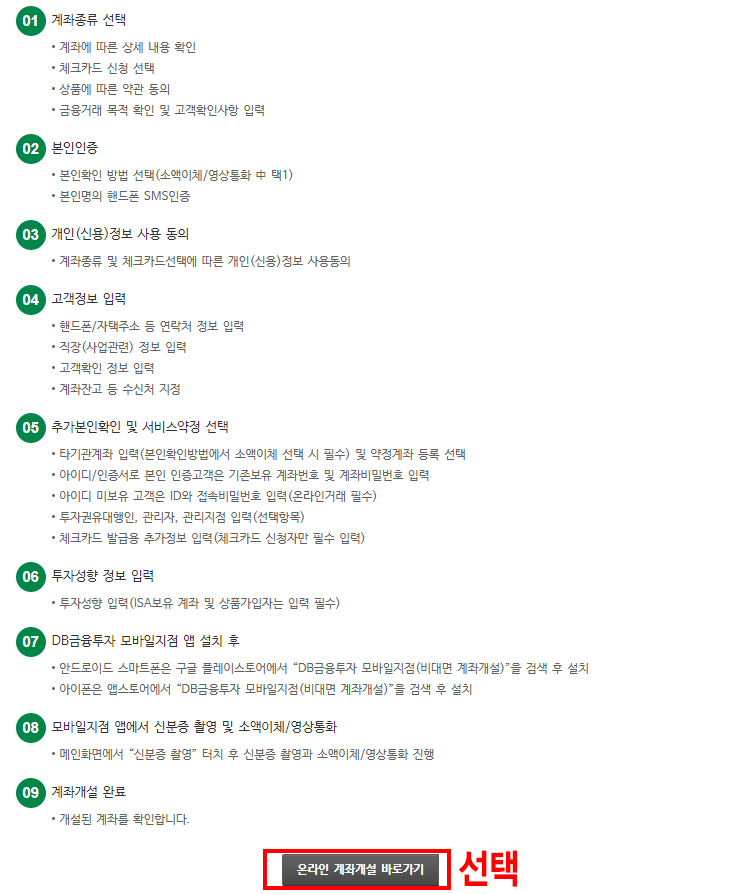 01 계좌종류 선택
• 계좌에 따른 상세 내용 확인
• 체크카드 신청 선택
• 상품에 따른 약관 동의
• 금융거래 목적 확인 및 고객확인사항 입력
02 본인인증
• 본인확인 방법 선택(소액이체/영상통화 中 택1)
• 본인명의 핸드폰 SMS인증
03 개인(신용)정보 사용 동의
• 계좌종류 및 체크카드선택에 따른 개인(신용)정보 사용동의
04 고객정보 입력
• 핸드폰/자택주소 등 연락처 정보 입력
• 직장(사업관련) 정보 입력
• 고객확인 정보 입력
• 계좌잔고 등 수신처 지정
05 추가본인확인 및 서비스약정 선택
• 타기관계좌 입력(본인확인방법에서 소액이체 선택 시 필수) 및 약정계좌 등록 선택
• 아이디/인증서로 본인 인증고객은 기존보유 계좌번호 및 계좌비밀번호 입력
• 아이디 미보유 고객은 ID와 접속비밀번호 입력(온라인거래 필수)
• 투자권유대행인, 관리자, 관리지점 입력(선택항목)
• 체크카드 발급용 추가정보 입력(체크카드 신청자만 필수 입력)
06 투자성향 정보 입력
• 투자성향 입력(ISA보유 계좌 및 상품가입자는 입력 필수)
07 DB금융투자 모바일지점 앱 설치 후
• 안드로이드 스마트폰은 구글 플레이스토어에서 “DB금융투자 모바일지점(비대면 계좌개설)”을 검색 후 설치
• 아이폰은 앱스토어에서 “DB금융투자 모바일지점(비대면 계좌개설)”을 검색 후 설치
08 모바일지점 앱에서 신분증 촬영 및 소액이체/영상통화
• 메인화면에서 “신분증 촬영” 터치 후 신분증 촬영과 소액이체/영상통화 진행
09 계좌개설 완료
• 개설된 계좌를 확인합니다.
온라인 계좌개설 바로가기 선택